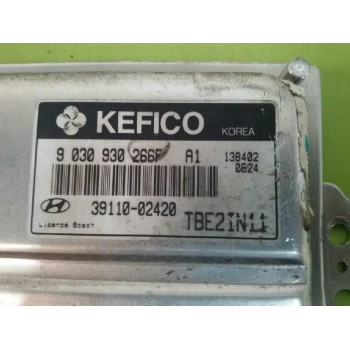 KEFICO KOREA
9 030 930 266F A1 138402
0824
39110-02420 TBE2IN11
Licence Bosch